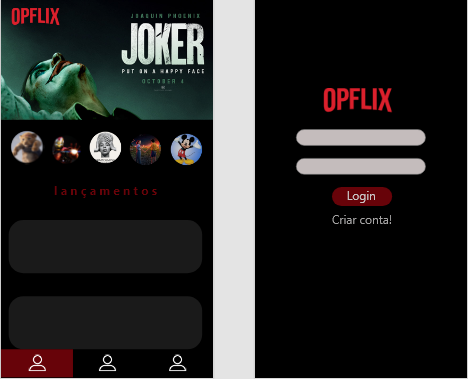 OPFLIX
JOAQUIN PHOENIX
JOKER
PUT ON A HAPPY FACE
OCTOBER 4
lançamentos
OPFLIX
Login
Criar conta!